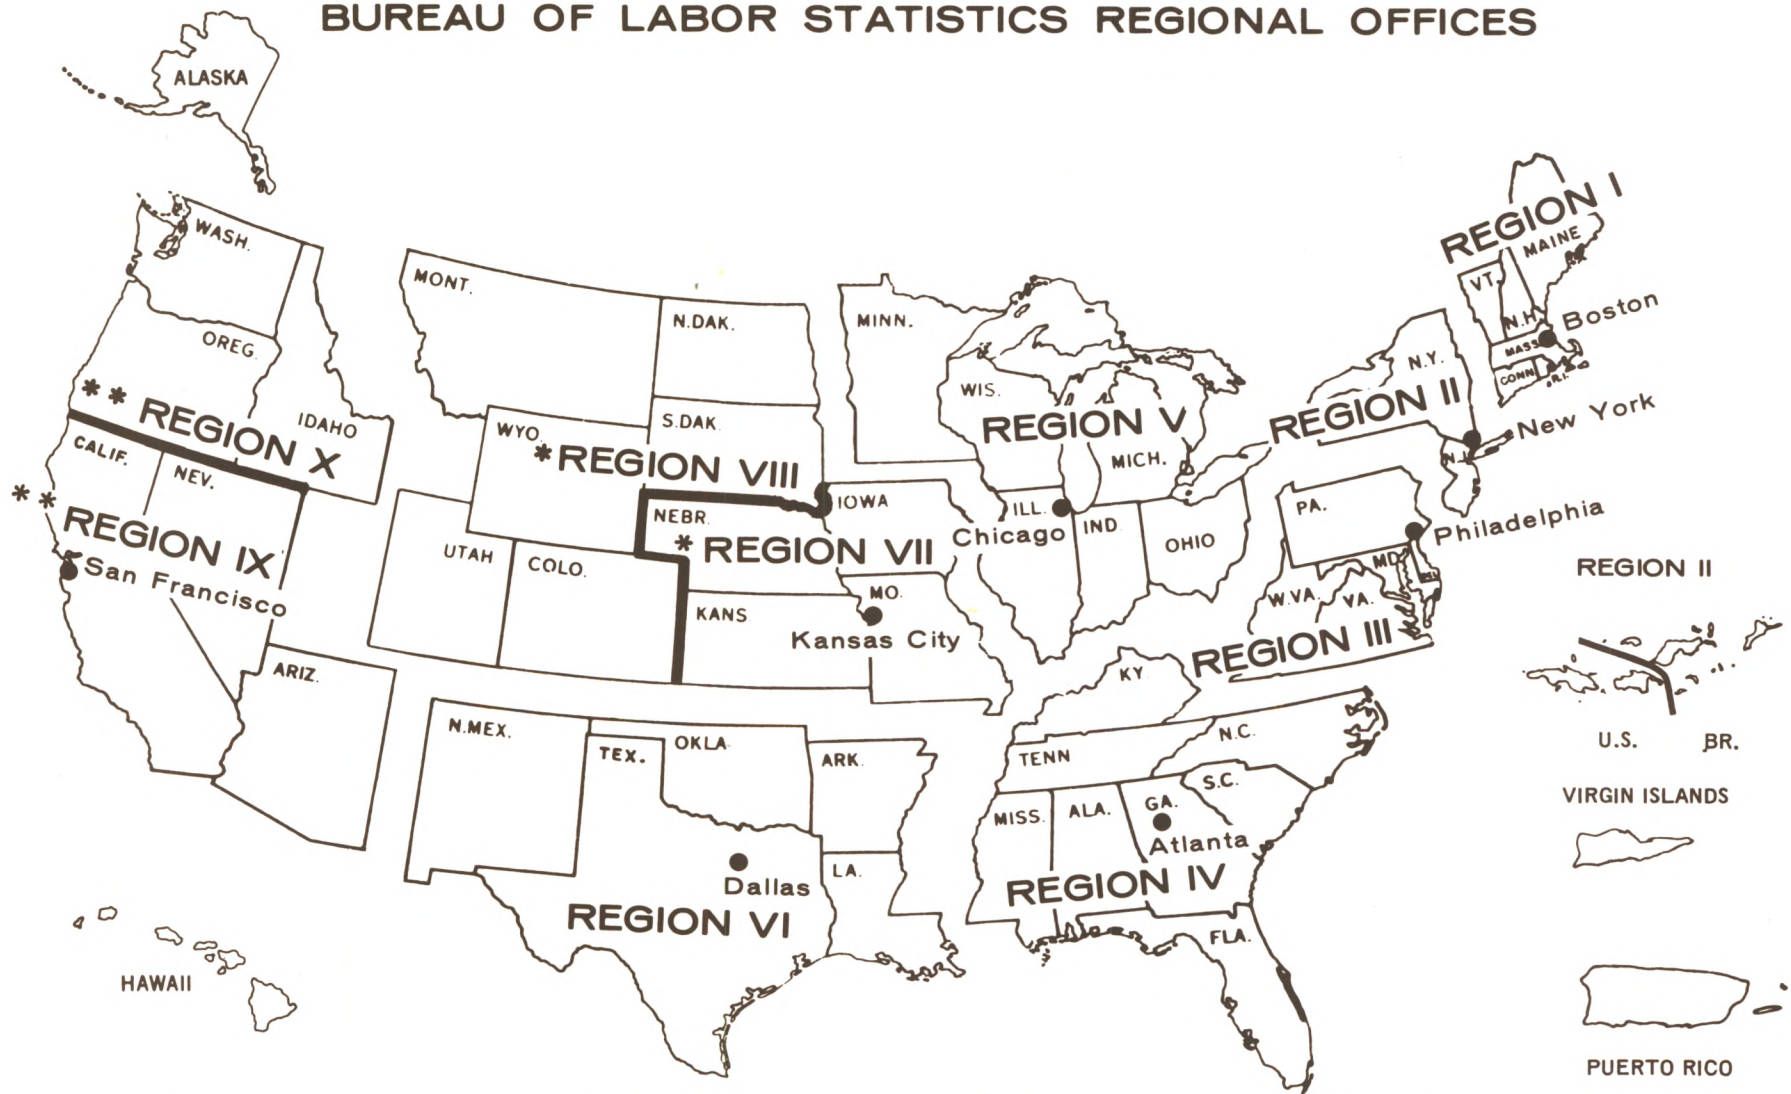 BUREAU OF LABOR STATISTICS REGIONAL OFFICES
ALASKA
WASH.
OREG.
IDAHO
** REGION X
CALIF.
NEV.
** REGION IX
San Francisco
ARIZ.
UTAH
MONT.
N.DAK.
S.DAK.
WYO.
* REGION VIII
COLO.
NEBR.
IOWA
* REGION VII
KANS
MO.
Kansas City
N.MEX.
TEX.
OKLA.
ARK.
LA.
Dallas
REGION VI
MINN.
WIS.
REGION V
MICH.
ILL.
Chicago
IND.
OHIO
KY.
TENN
N.C.
S.C.
MISS.
ALA.
GA.
Atlanta
REGION IV
FLA.
REGION I
MAINE
VT.
N.H.
Boston
MASS
CONN
R.I.
N.Y.
REGION II
New York
N.J.
PA.
Philadelphia
MD.
W.VA.
VA.
REGION III
REGION II
U.S.
BR.
VIRGIN ISLANDS
PUERTO RICO
HAWAII